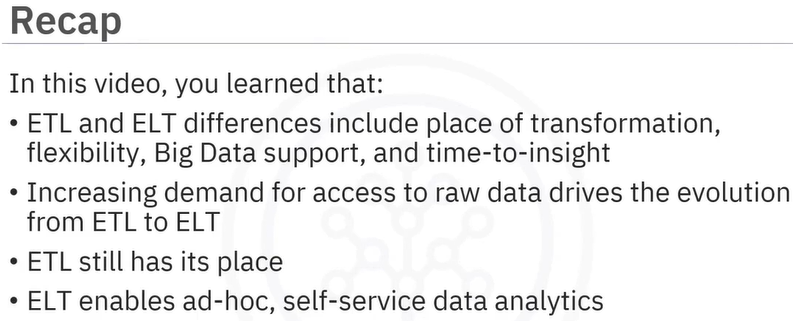 Recap
In this video, you learned that:
• ETL and ELT differences include place of transformation,
flexibility, Big Data support, and time-to-insight
• Increasing demand for access to raw data drives the evolution
from ETL to ELT
• ETL still has its place
• ELT enables ad-hoc, self-service data analytics